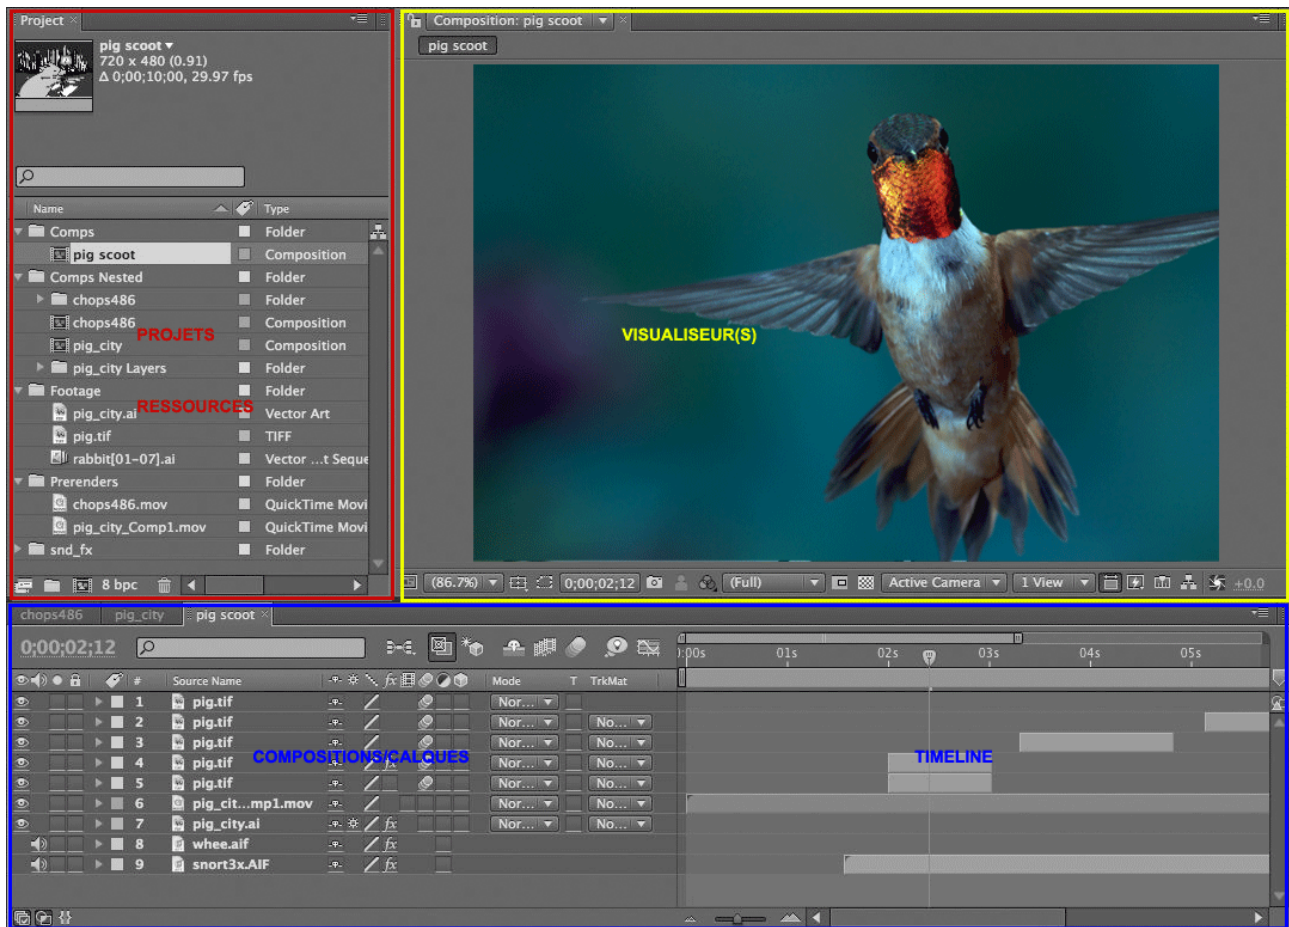 Project
pig scoot
720 x 480 (0.91)
Δ 0;00;10;00, 29.97 fps
Name Type
Comps Folder
pig scoot Composition
Comps Nested Folder
chops486 Folder
chops486 Composition
PROJETS
pig_city Composition
pig_city Layers Folder
Footage Folder
RESSOURCES
pig_city.ai Vector Art
pig.tif TIFF
rabbit[01-07].ai Vector ...t Seque
Prerenders Folder
chops486.mov QuickTime Movi
pig_city_Comp1.mov QuickTime Movi
snd_fx Folder
8 bpc
Composition: pig scoot
pig scoot
VISUALISEUR(S)
(86.7%) 0;00;02;12 (Full) Active Camera 1 View +0.0
chops486 pig_city pig scoot
0;00;02;12
):00s 01s 02s 03s 04s 05s
# Source Name fx Mode T TrkMat
1 pig.tif Nor...
2 pig.tif Nor... No...
3 pig.tif Nor... No...
COMPOSITIONS/CALQUES TIMELINE
4 pig.tif fx Nor... No...
5 pig.tif Nor... No...
6 pig_cit...mp1.mov Nor... No...
7 pig_city.ai fx Nor... No...
8 whee.aif fx
9 snort3x.AIF fx